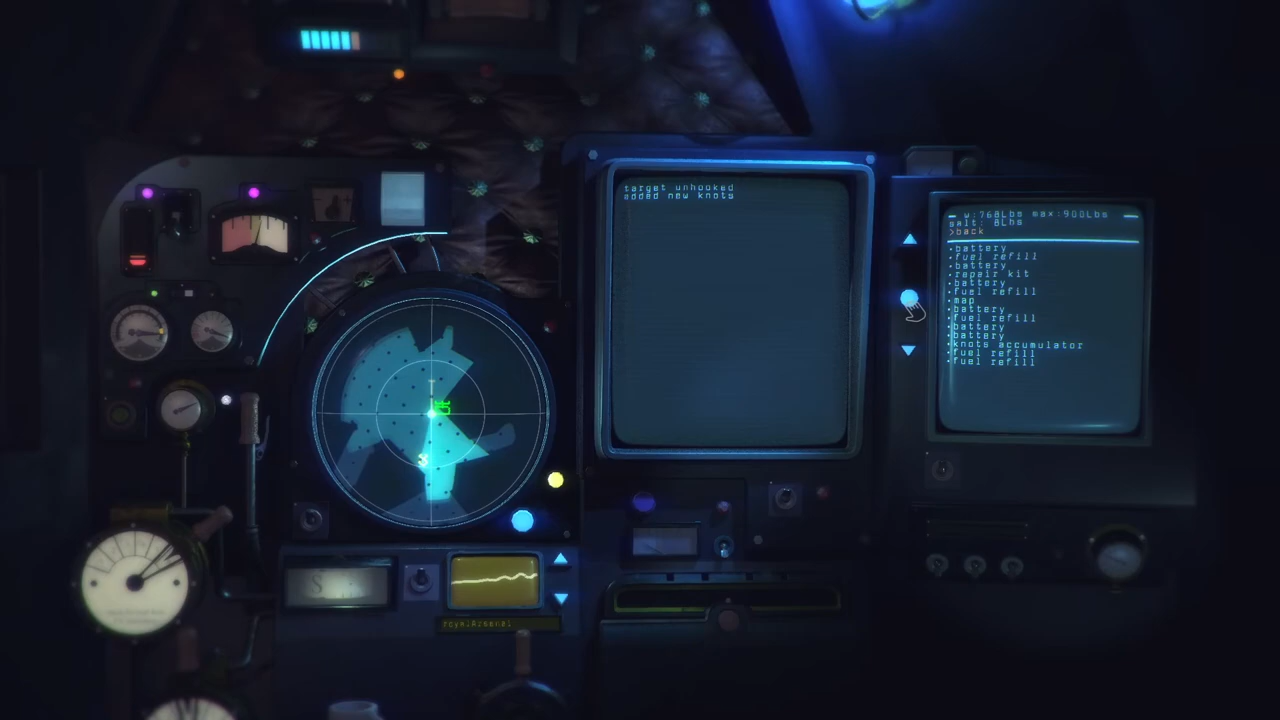 target unhooked
added new knots
w:768Lbs max:900Lbs
salt: 8Lbs
>back
·battery
·fuel refill
·battery
·repair kit
·battery
·fuel refill
·map
·battery
·fuel refill
·battery
·battery
·knots accumulator
·fuel refill
·fuel refill
S
S
royalArsenal